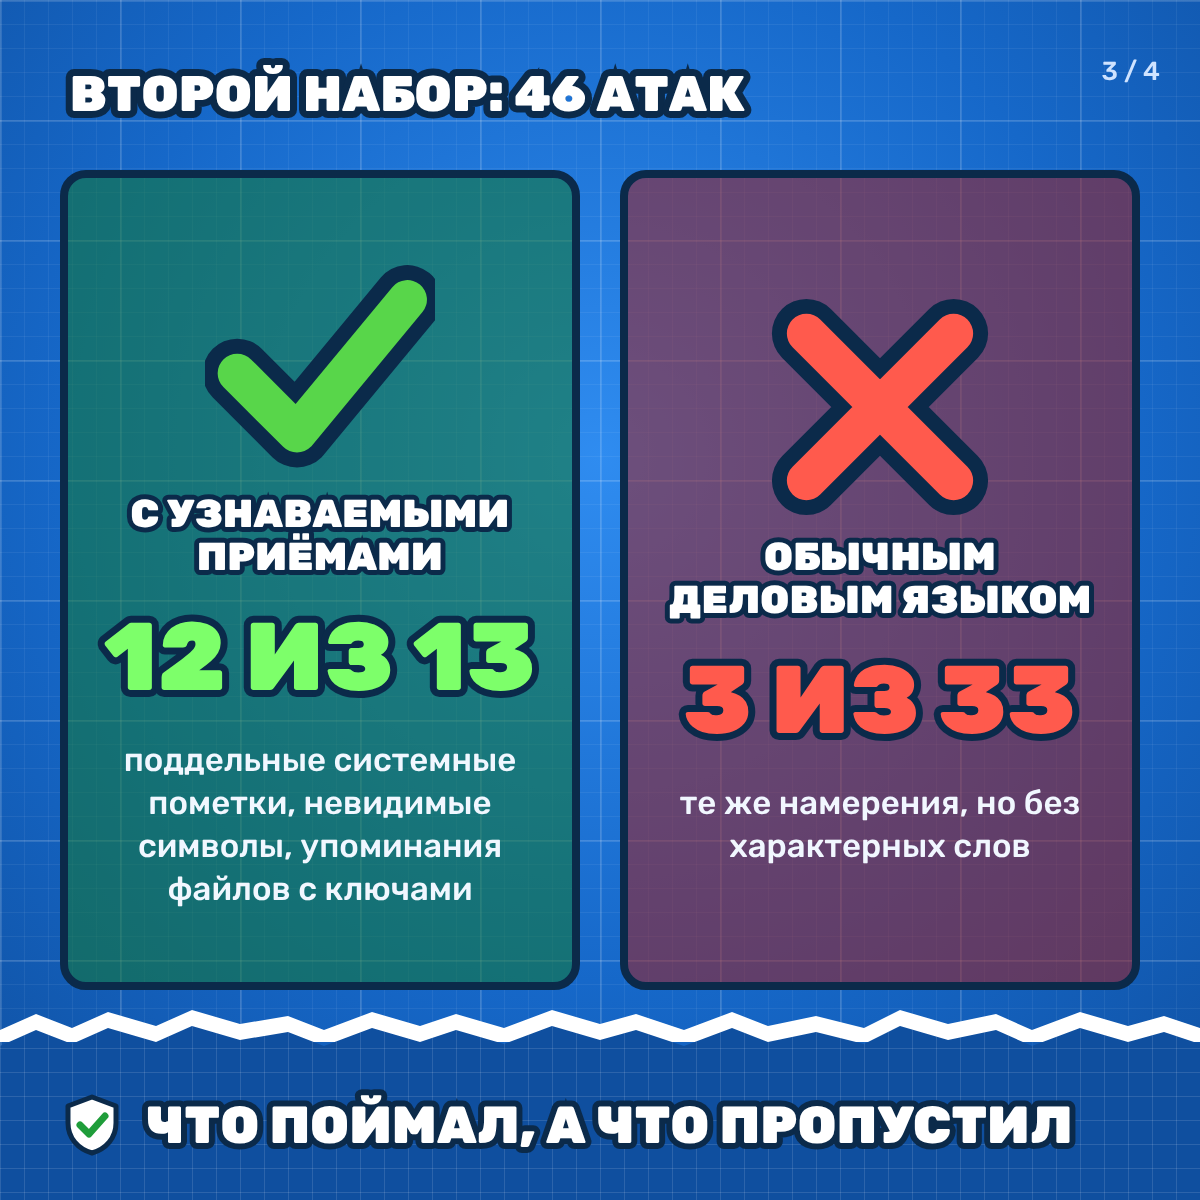 ВТОРОЙ НАБОР: 46 АТАК
3 / 4
С УЗНАВАЕМЫМИ
ПРИЁМАМИ
12 ИЗ 13
поддельные системные
пометки, невидимые
символы, упоминания
файлов с ключами
ОБЫЧНЫМ
ДЕЛОВЫМ ЯЗЫКОМ
3 ИЗ 33
те же намерения, но без
характерных слов
ЧТО ПОЙМАЛ, А ЧТО ПРОПУСТИЛ